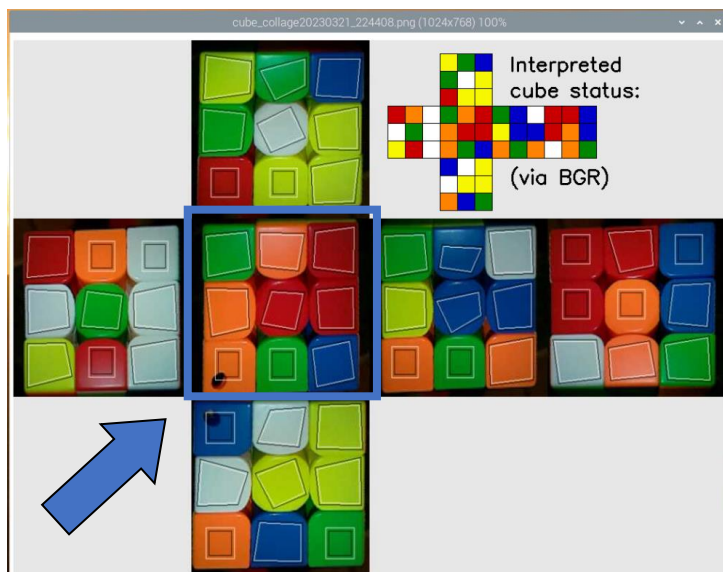 cube_collage20230321_224408.png (1024x768) 100%
Interpreted
cube status:
(via BGR)